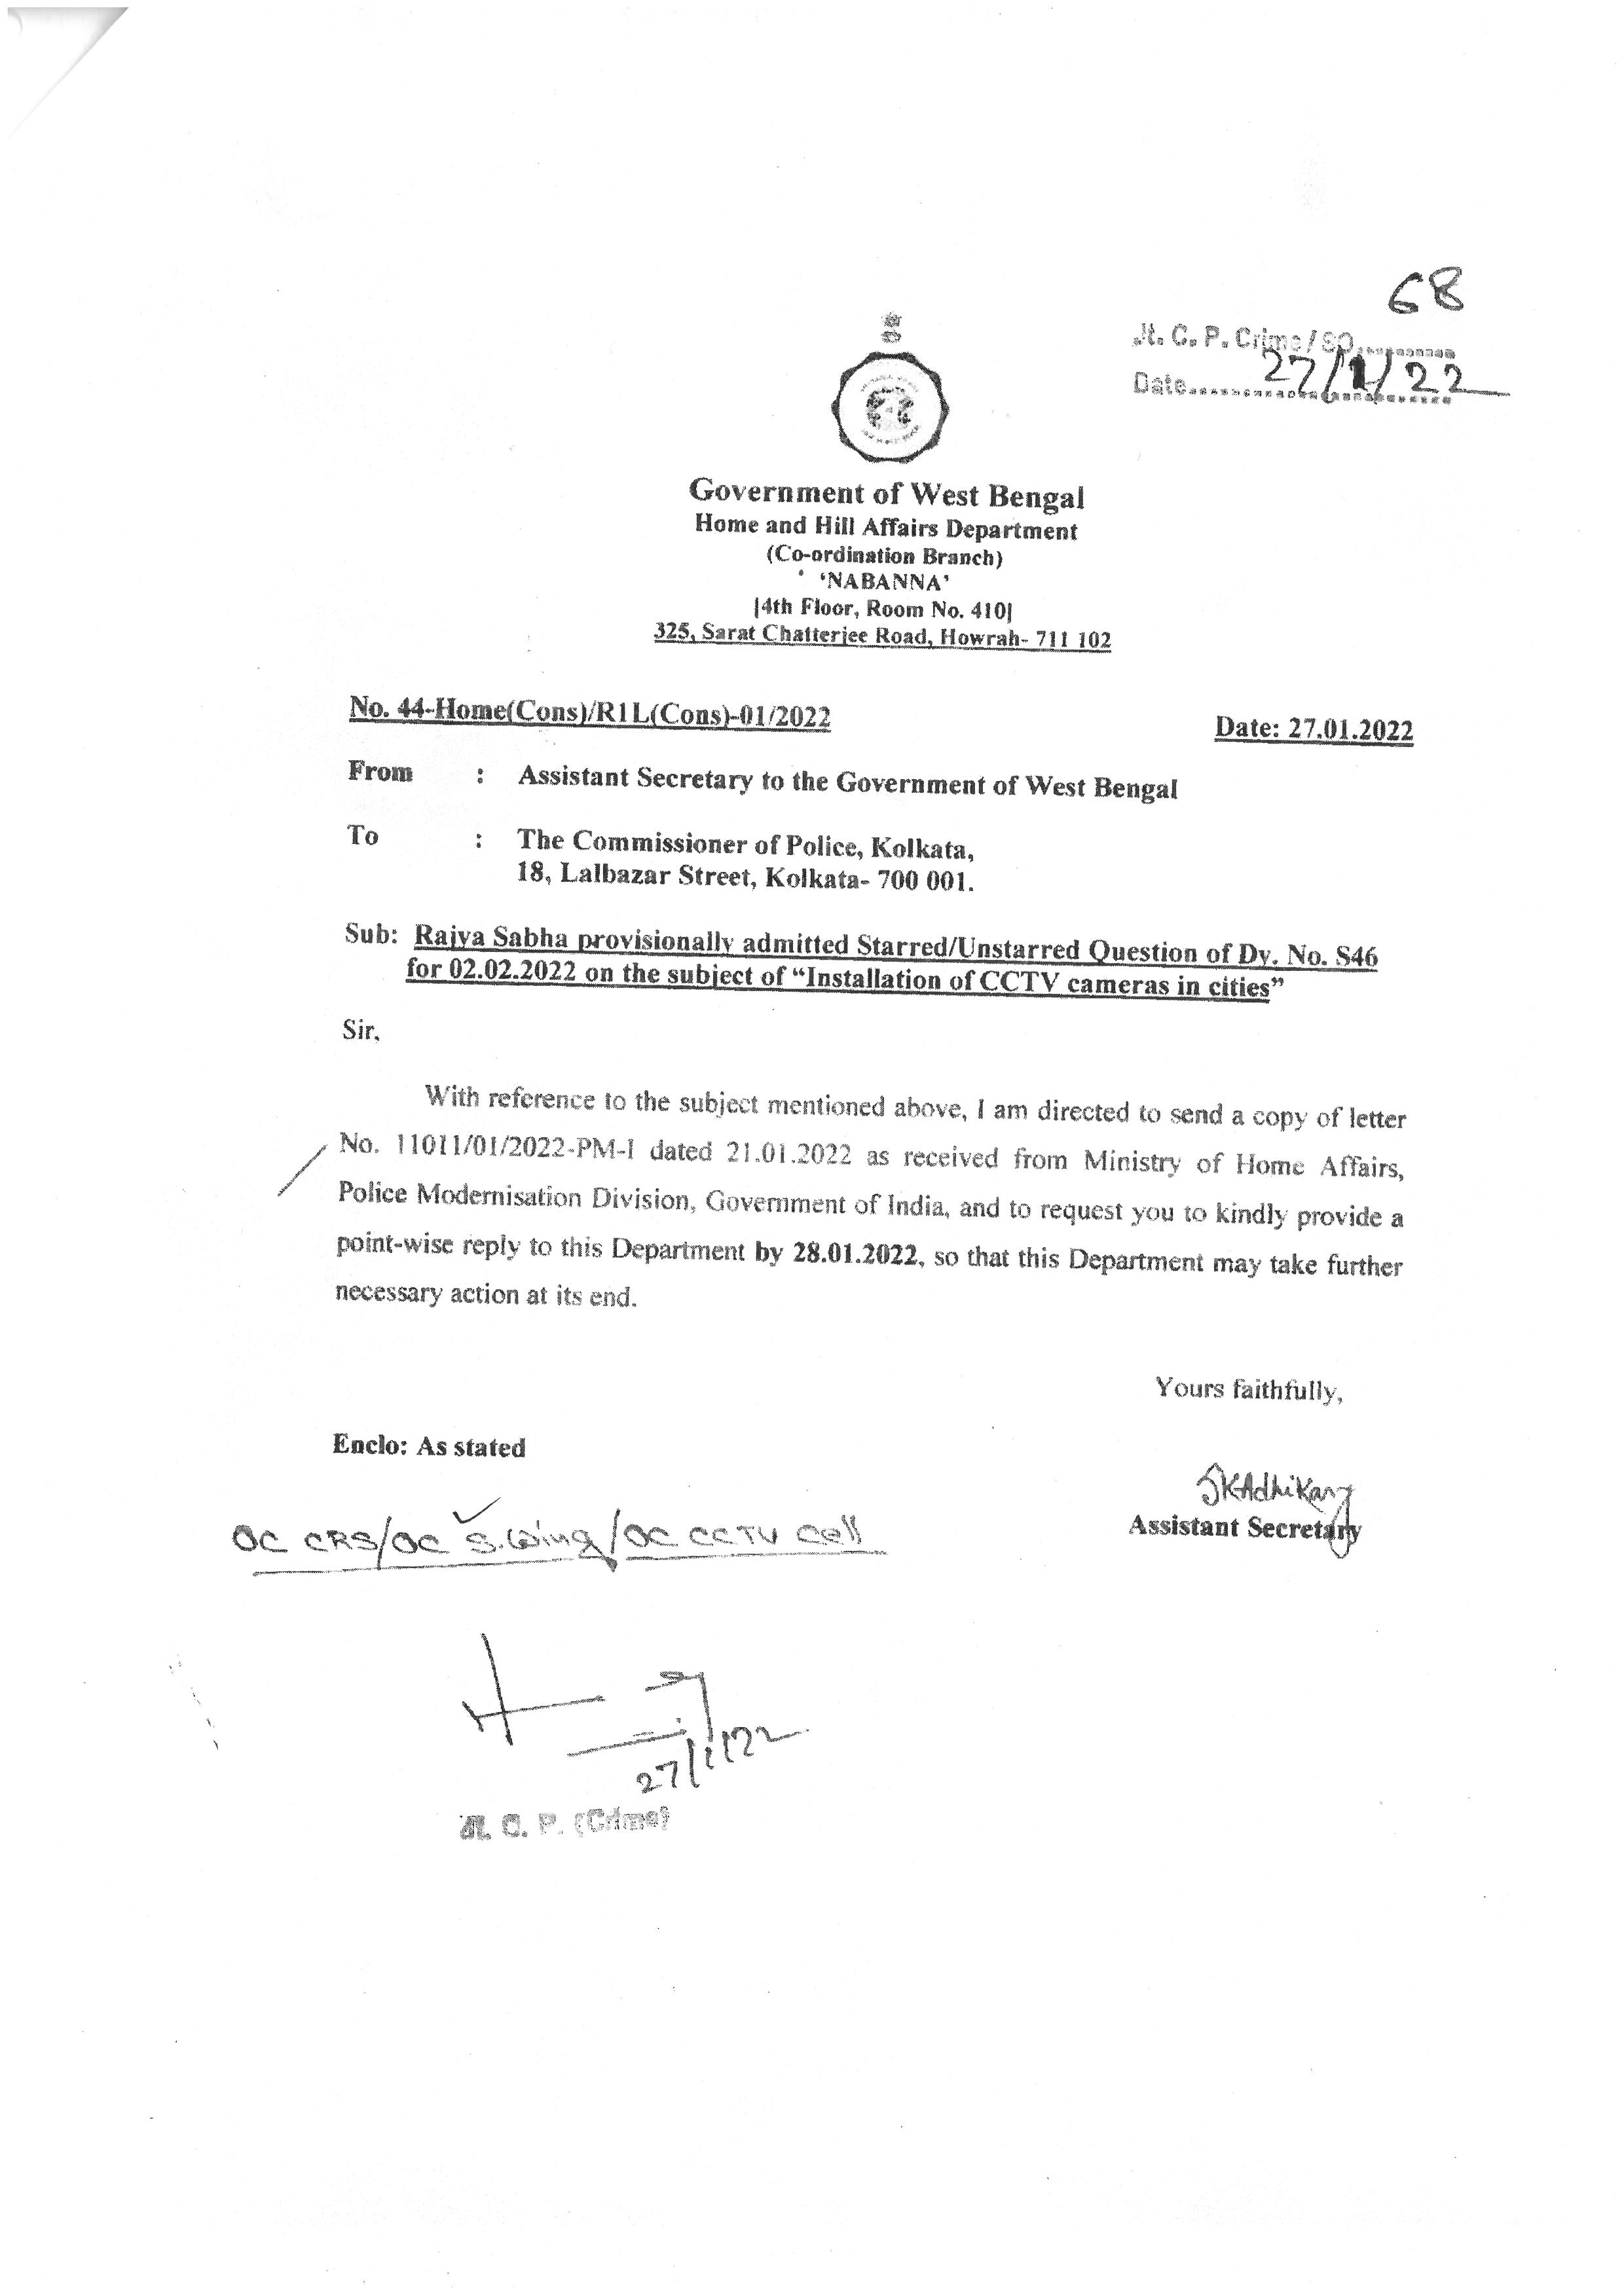 68
Jt. C. P. Crime/SO...........
Date.......27/1/22
Government of West Bengal
Home and Hill Affairs Department
(Co-ordination Branch)
‘NABANNA’
|4th Floor, Room No. 410|
325, Sarat Chatterjee Road, Howrah- 711 102
No. 44-Home(Cons)/R1L(Cons)-01/2022 Date: 27.01.2022
From : Assistant Secretary to the Government of West Bengal
To : The Commissioner of Police, Kolkata,
18, Lalbazar Street, Kolkata- 700 001.
Sub: Rajya Sabha provisionally admitted Starred/Unstarred Question of Dy. No. S46
for 02.02.2022 on the subject of “Installation of CCTV cameras in cities”
Sir,
With reference to the subject mentioned above, I am directed to send a copy of letter
No. 11011/01/2022-PM-I dated 21.01.2022 as received from Ministry of Home Affairs,
Police Modernisation Division, Government of India, and to request you to kindly provide a
point-wise reply to this Department by 28.01.2022, so that this Department may take further
necessary action at its end.
Yours faithfully,
Enclo: As stated
SKAdhikary
Assistant Secretary
OC CRS/OC S.Wing/OC CCTV Cell
27/1/22
Jt. C. P. (Crime)